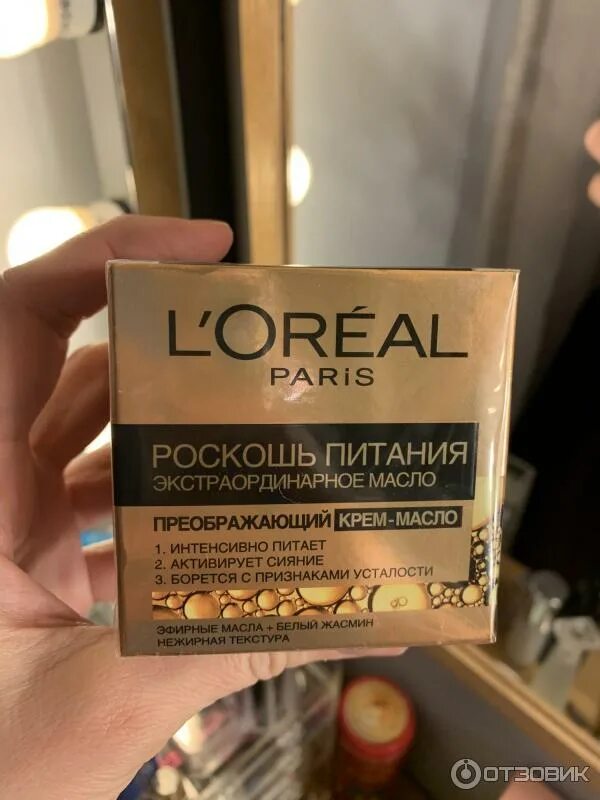 L'ORÉAL
PARiS
РОСКОШЬ ПИТАНИЯ
ЭКСТРАОРДИНАРНОЕ МАСЛО
ПРЕОБРАЖАЮЩИЙ КРЕМ-МАСЛО
1. ИНТЕНСИВНО ПИТАЕТ
2. АКТИВИРУЕТ СИЯНИЕ
3. БОРЕТСЯ С ПРИЗНАКАМИ УСТАЛОСТИ
ЭФИРНЫЕ МАСЛА + БЕЛЫЙ ЖАСМИН
НЕЖИРНАЯ ТЕКСТУРА
ОТЗОВИК